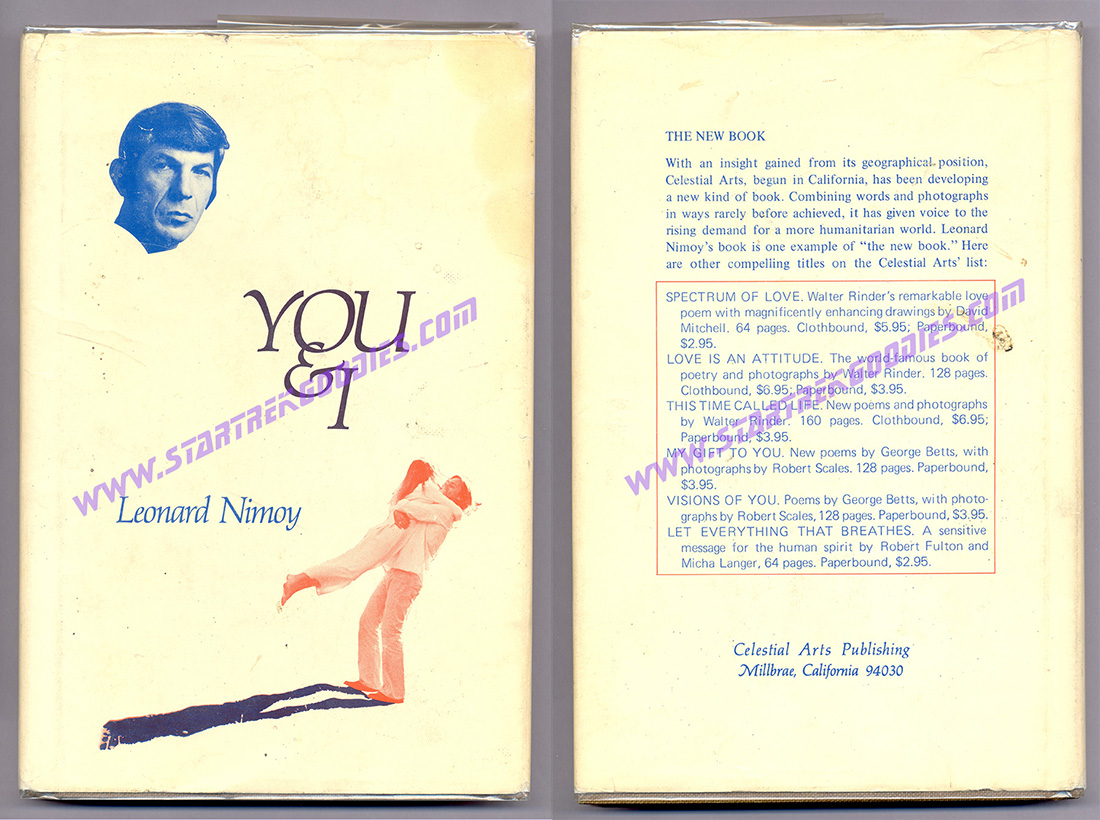 YOU
&I
Leonard Nimoy
www.STARTREKGOODIES.COM
THE NEW BOOK
With an insight gained from its geographical position,
Celestial Arts, begun in California, has been developing
a new kind of book. Combining words and photographs
in ways rarely before achieved, it has given voice to the
rising demand for a more humanitarian world. Leonard
Nimoy's book is one example of “the new book.” Here
are other compelling titles on the Celestial Arts' list:
SPECTRUM OF LOVE. Walter Rinder's remarkable love
poem with magnificently enhancing drawings by David
Mitchell. 64 pages. Clothbound, $5.95; Paperbound,
$2.95.
LOVE IS AN ATTITUDE. The world-famous book of
poetry and photographs by Walter Rinder. 128 pages.
Clothbound, $6.95; Paperbound, $3.95.
THIS TIME CALLED LIFE. New poems and photographs
by Walter Rinder. 160 pages. Clothbound, $6.95;
Paperbound, $3.95.
MY GIFT TO YOU. New poems by George Betts, with
photographs by Robert Scales. 128 pages. Paperbound,
$3.95.
VISIONS OF YOU. Poems by George Betts, with photo-
graphs by Robert Scales, 128 pages. Paperbound, $3.95.
LET EVERYTHING THAT BREATHES. A sensitive
message for the human spirit by Robert Fulton and
Micha Langer, 64 pages. Paperbound, $2.95.
Celestial Arts Publishing
Millbrae, California 94030
www.STARTREKGOODIES.COM